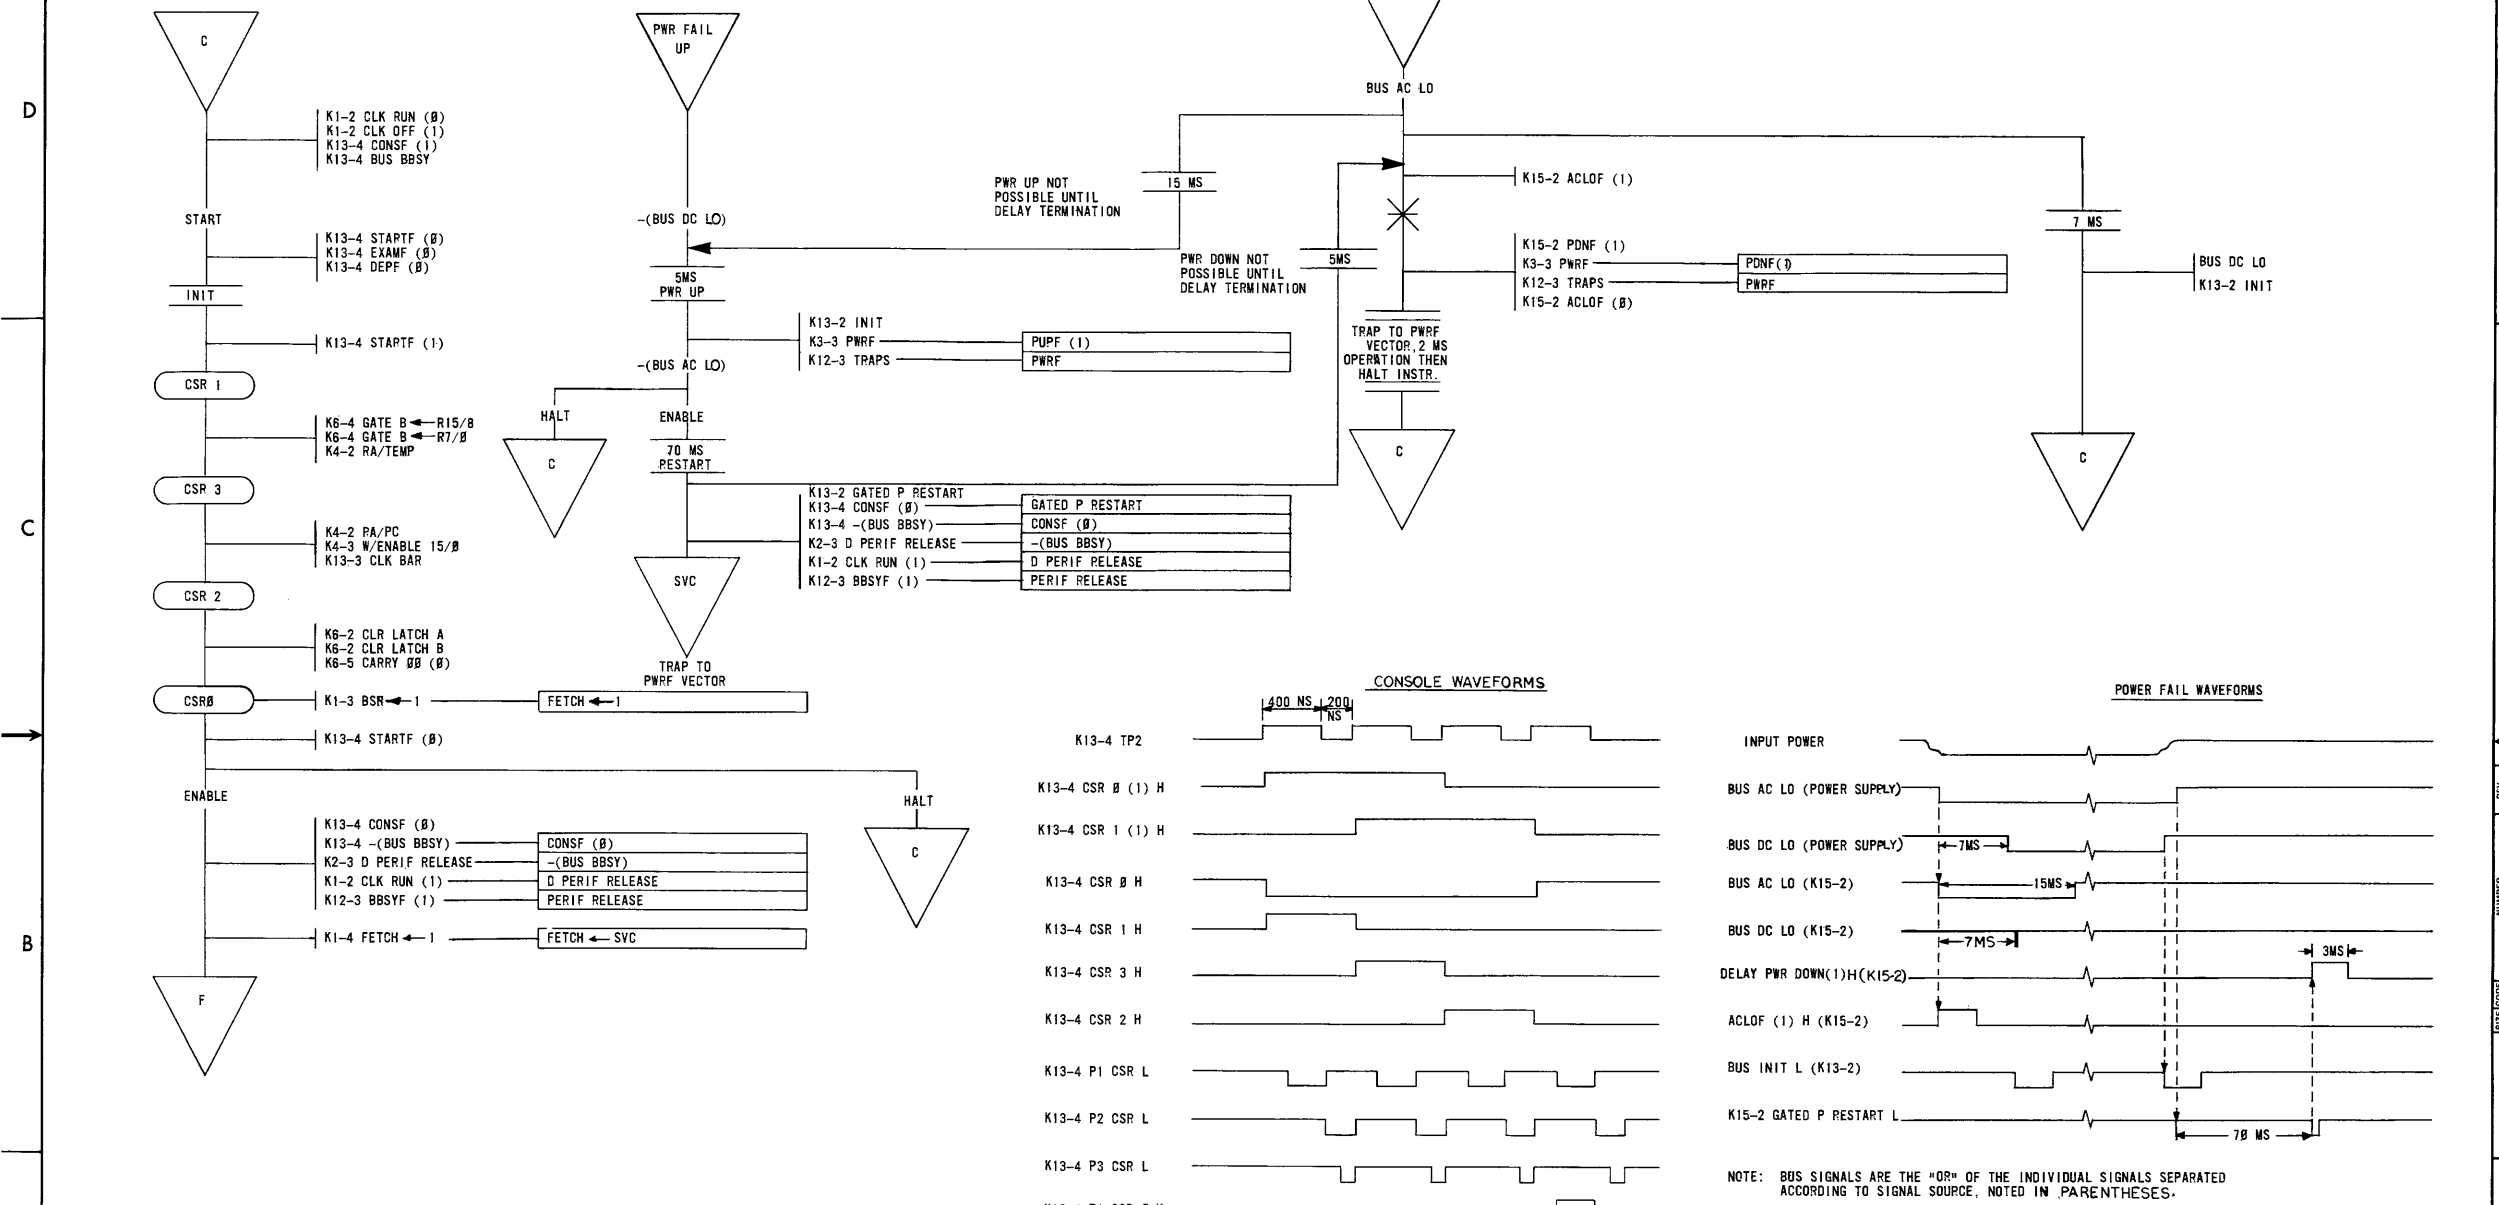 C
K1-2 CLK RUN (Ø)
K1-2 CLK OFF (1)
K13-4 CONSF (1)
K13-4 BUS BBSY
START
K13-4 STARTF (Ø)
K13-4 EXAMF (Ø)
K13-4 DEPF (Ø)
INIT
K13-4 STARTF (1)
CSR 1
K6-4 GATE B ← R15/8
K6-4 GATE B ← R7/Ø
K4-2 RA/TEMP
CSR 3
K4-2 RA/PC
K4-3 W/ENABLE 15/Ø
K13-3 CLK BAR
CSR 2
K6-2 CLR LATCH A
K6-2 CLR LATCH B
K6-5 CARRY ØØ (Ø)
CSRØ
K1-3 BSR ← 1
FETCH ← 1
K13-4 STARTF (Ø)
ENABLE
HALT
C
K13-4 CONSF (Ø)
K13-4 -(BUS BBSY)
CONSF (Ø)
K2-3 D PERIF RELEASE
-(BUS BBSY)
K1-2 CLK RUN (1)
D PERIF RELEASE
K12-3 BBSYF (1)
PERIF RELEASE
K1-4 FETCH ← 1
FETCH ← SVC
F
PWR FAIL
UP
-(BUS DC LO)
5MS
PWR UP
K13-2 INIT
K3-3 PWRF
PUPF (1)
K12-3 TRAPS
PWRF
-(BUS AC LO)
HALT
C
ENABLE
70 MS
RESTART
K13-2 GATED P RESTART
K13-4 CONSF (Ø)
GATED P RESTART
K13-4 -(BUS BBSY)
CONSF (Ø)
K2-3 D PERIF RELEASE
-(BUS BBSY)
K1-2 CLK RUN (1)
D PERIF RELEASE
K12-3 BBSYF (1)
PERIF RELEASE
SVC
TRAP TO
PWRF VECTOR
BUS AC LO
15 MS
PWR UP NOT
POSSIBLE UNTIL
DELAY TERMINATION
5MS
PWR DOWN NOT
POSSIBLE UNTIL
DELAY TERMINATION
K15-2 ACLOF (1)
K15-2 PDNF (1)
K3-3 PWRF
PDNF(1)
K12-3 TRAPS
PWRF
K15-2 ACLOF (Ø)
TRAP TO PWRF
VECTOR, 2 MS
OPERATION THEN
HALT INSTR.
C
7 MS
BUS DC LO
K13-2 INIT
C
CONSOLE WAVEFORMS
400 NS
200
NS
K13-4 TP2
K13-4 CSR Ø (1) H
K13-4 CSR 1 (1) H
K13-4 CSR Ø H
K13-4 CSR 1 H
K13-4 CSR 3 H
K13-4 CSR 2 H
K13-4 P1 CSR L
K13-4 P2 CSR L
K13-4 P3 CSR L
POWER FAIL WAVEFORMS
INPUT POWER
BUS AC LO (POWER SUPPLY)
BUS DC LO (POWER SUPPLY)
7MS
BUS AC LO (K15-2)
15MS
BUS DC LO (K15-2)
7MS
DELAY PWR DOWN(1)H(K15-2)
3MS
ACLOF (1) H (K15-2)
BUS INIT L (K13-2)
K15-2 GATED P RESTART L
7Ø MS
NOTE: BUS SIGNALS ARE THE "OR" OF THE INDIVIDUAL SIGNALS SEPARATED
ACCORDING TO SIGNAL SOURCE, NOTED IN PARENTHESES.
D
C
B